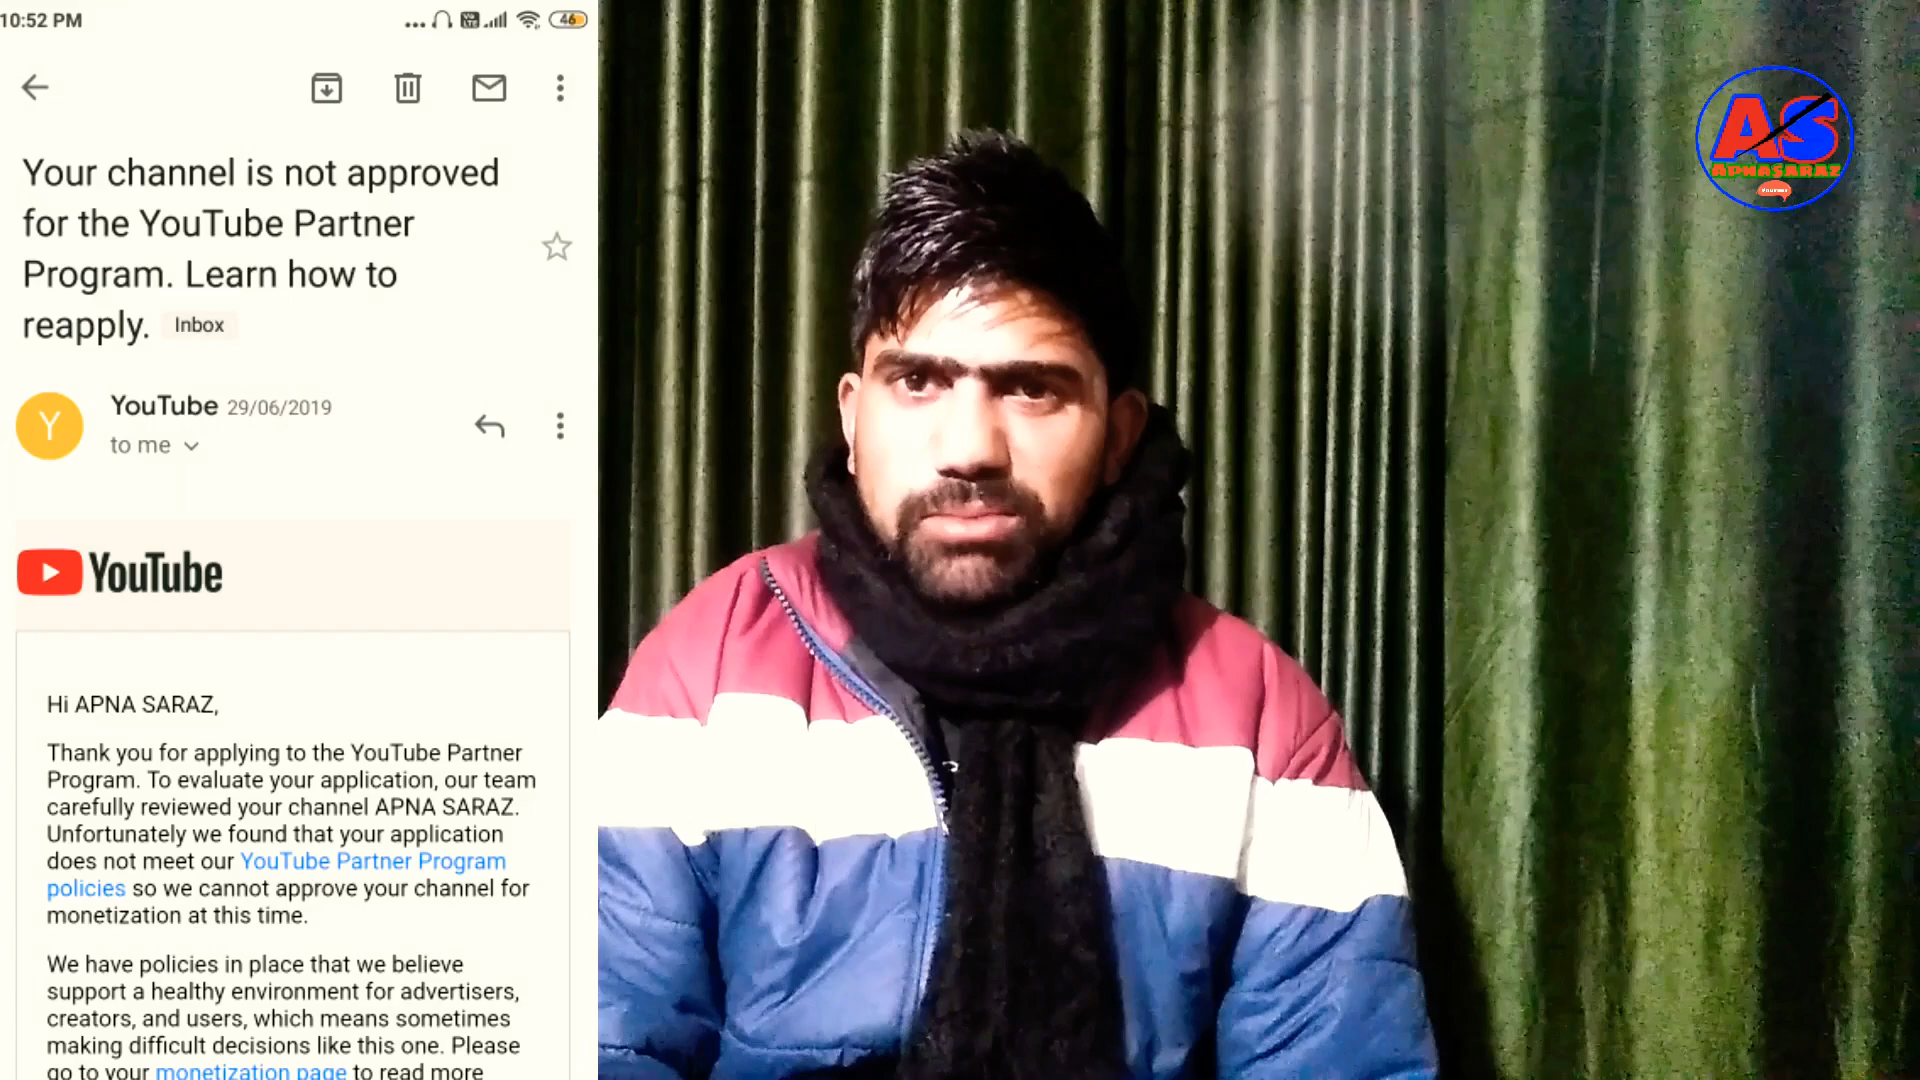 10:52 PM
46
Your channel is not approved
for the YouTube Partner
Program. Learn how to
reapply. Inbox
Y
YouTube 29/06/2019
to me
YouTube
Hi APNA SARAZ,
Thank you for applying to the YouTube Partner
Program. To evaluate your application, our team
carefully reviewed your channel APNA SARAZ.
Unfortunately we found that your application
does not meet our YouTube Partner Program
policies so we cannot approve your channel for
monetization at this time.
We have policies in place that we believe
support a healthy environment for advertisers,
creators, and users, which means sometimes
making difficult decisions like this one. Please
go to your monetization page to read more
AS
APNASARAZ